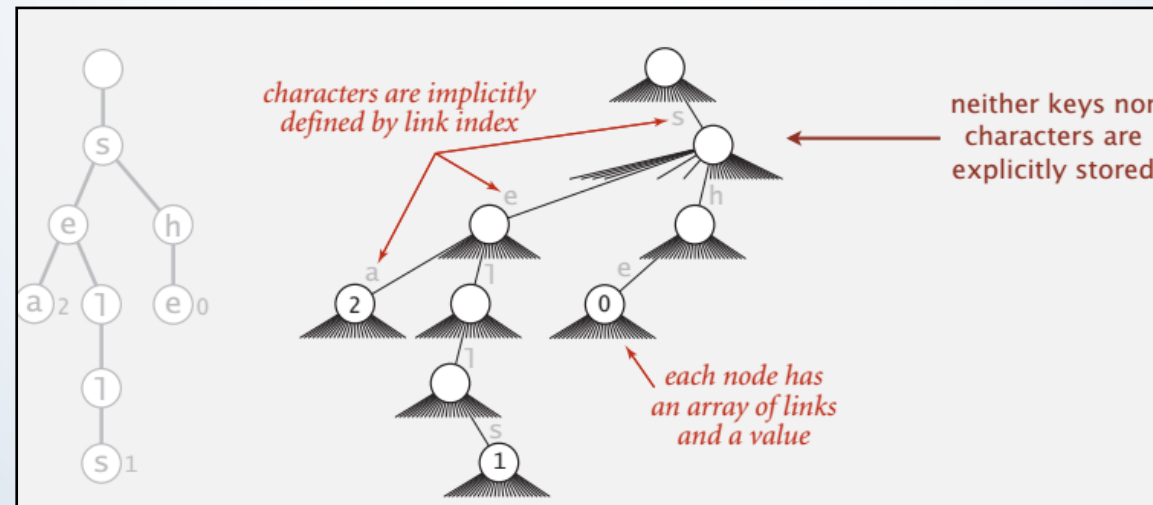 characters are implicitly
defined by link index
neither keys nor
characters are
explicitly stored
s
s
e
h
e
h
a
2
l
e
0
a
2
l
e
0
l
l
s
1
s
1
each node has
an array of links
and a value